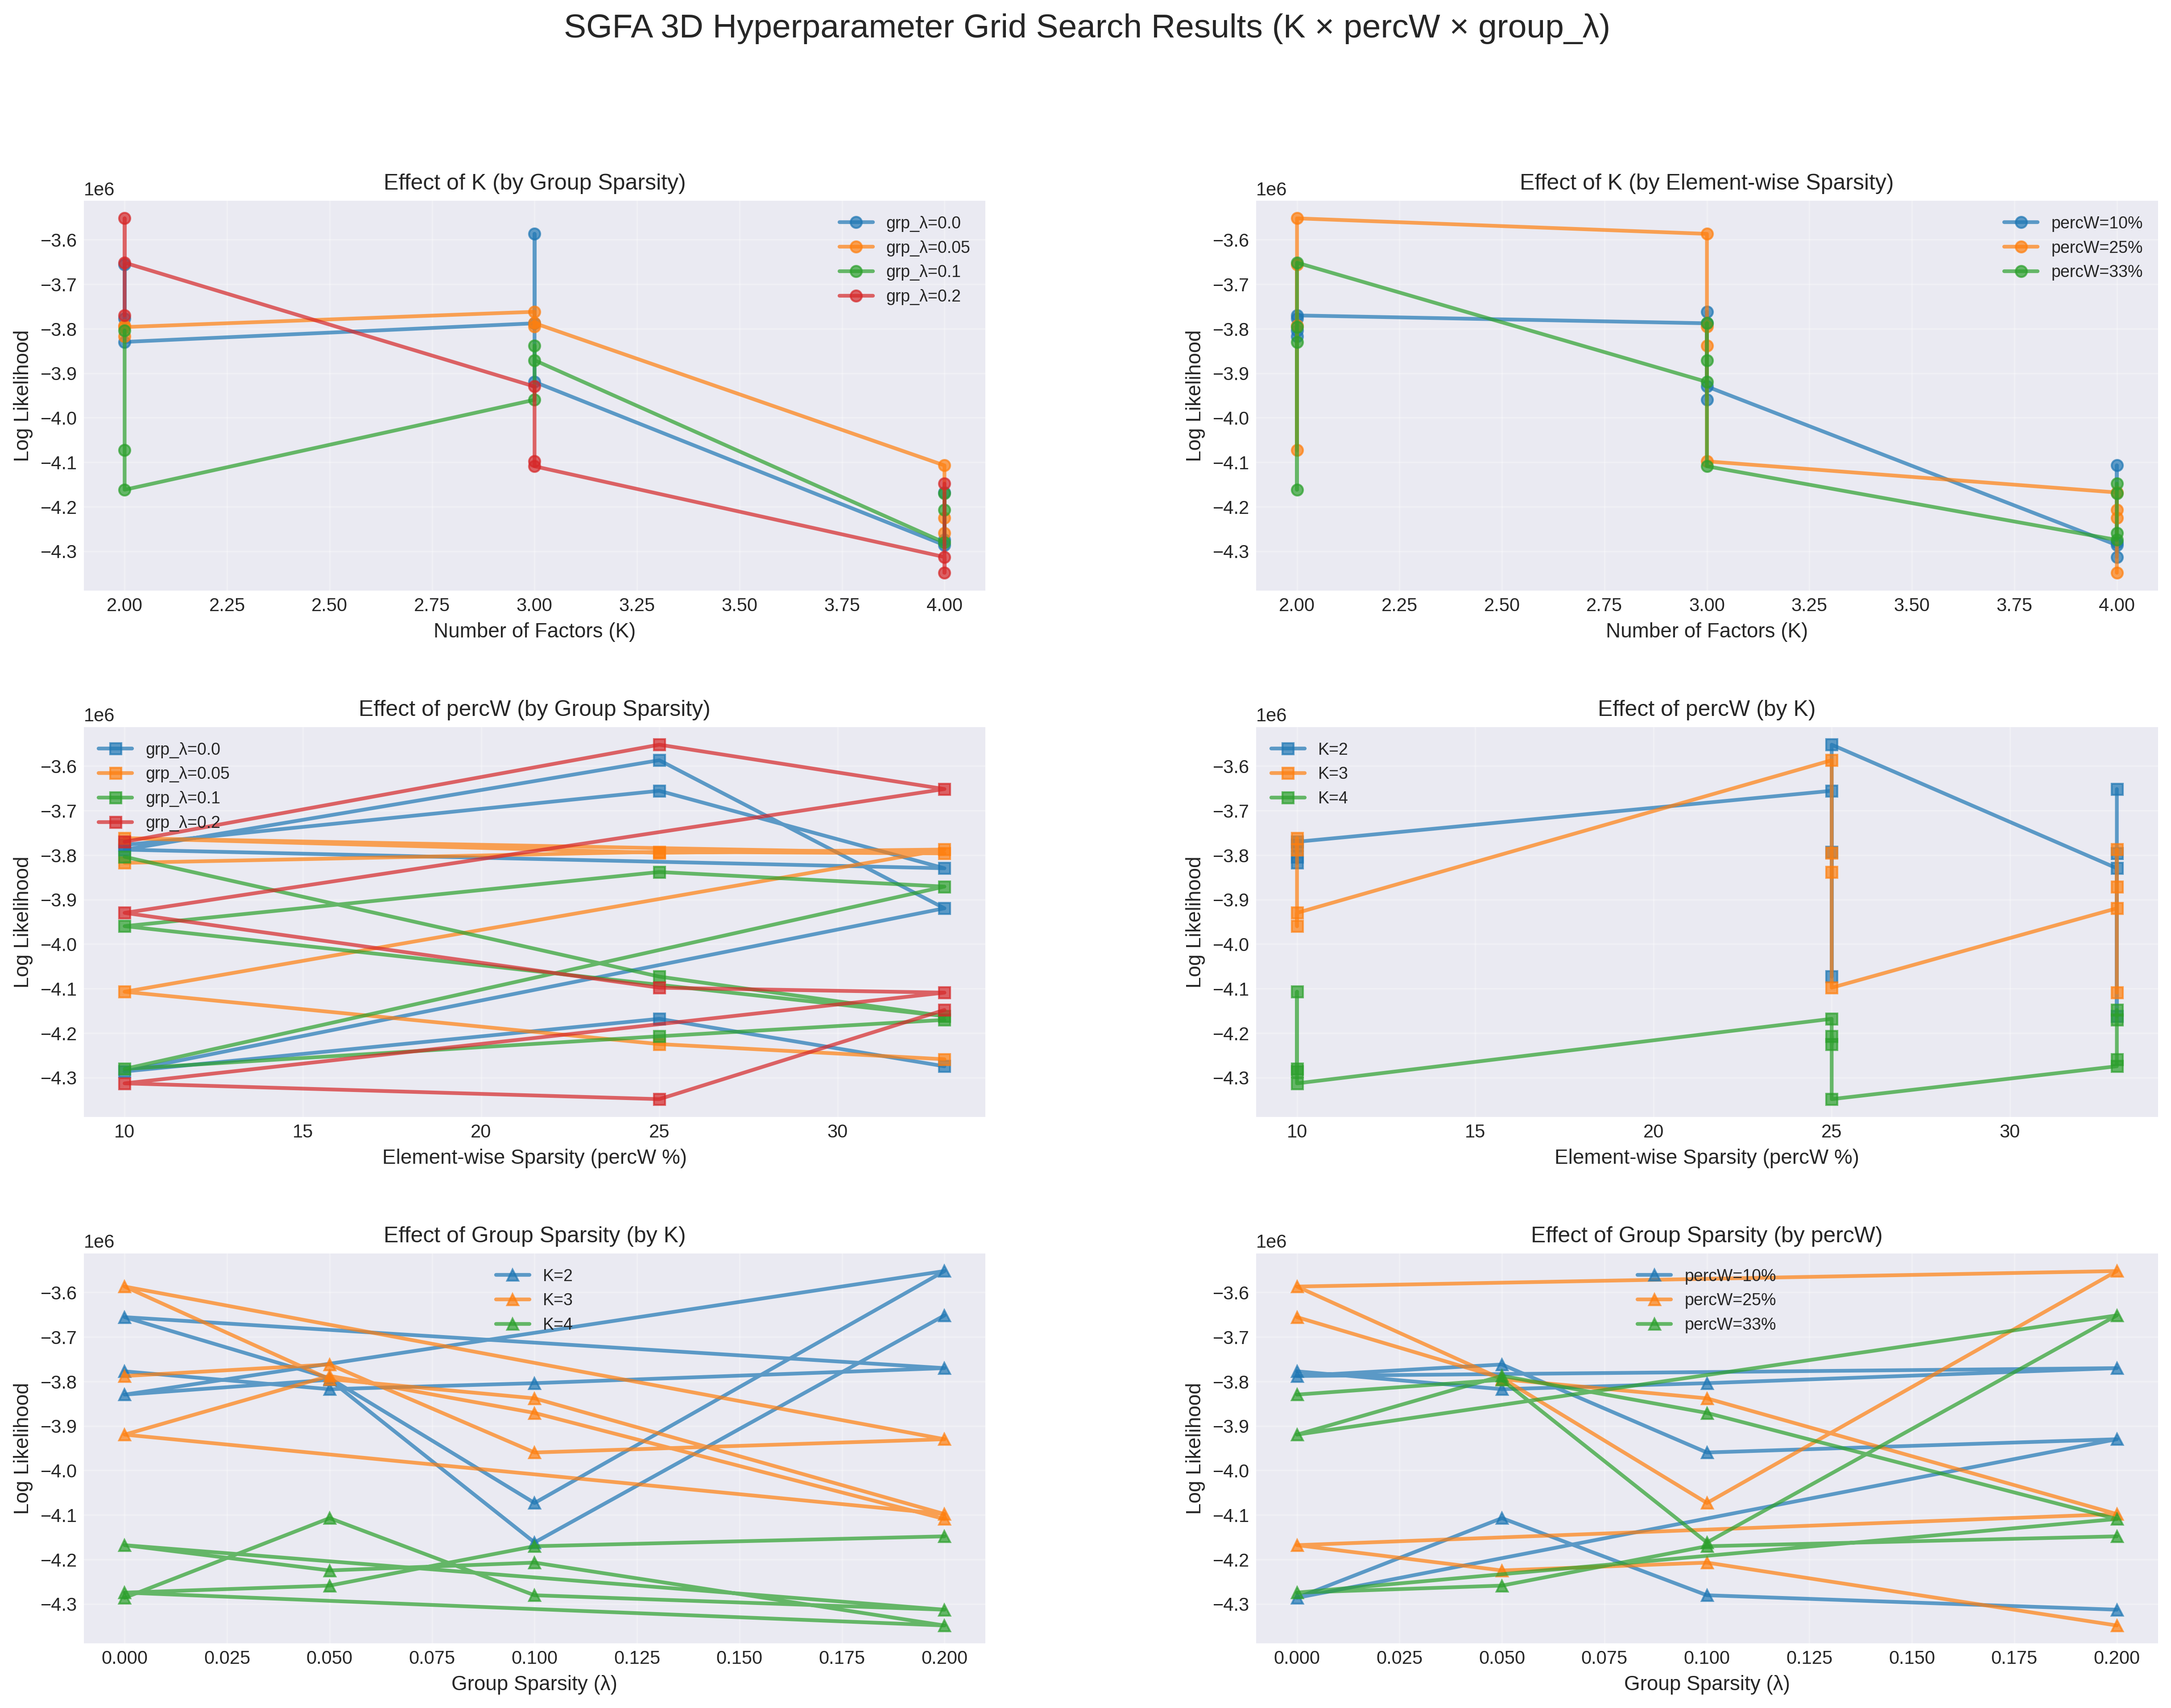 SGFA 3D Hyperparameter Grid Search Results (K × percW × group_λ)
Effect of K (by Group Sparsity)
1e6
−3.6
−3.7
−3.8
−3.9
−4.0
−4.1
−4.2
−4.3
Log Likelihood
grp_λ=0.0
grp_λ=0.05
grp_λ=0.1
grp_λ=0.2
2.00 2.25 2.50 2.75 3.00 3.25 3.50 3.75 4.00
Number of Factors (K)
Effect of K (by Element-wise Sparsity)
1e6
−3.6
−3.7
−3.8
−3.9
−4.0
−4.1
−4.2
−4.3
Log Likelihood
percW=10%
percW=25%
percW=33%
2.00 2.25 2.50 2.75 3.00 3.25 3.50 3.75 4.00
Number of Factors (K)
Effect of percW (by Group Sparsity)
1e6
−3.6
−3.7
−3.8
−3.9
−4.0
−4.1
−4.2
−4.3
Log Likelihood
grp_λ=0.0
grp_λ=0.05
grp_λ=0.1
grp_λ=0.2
10 15 20 25 30
Element-wise Sparsity (percW %)
Effect of percW (by K)
1e6
−3.6
−3.7
−3.8
−3.9
−4.0
−4.1
−4.2
−4.3
Log Likelihood
K=2
K=3
K=4
10 15 20 25 30
Element-wise Sparsity (percW %)
Effect of Group Sparsity (by K)
1e6
−3.6
−3.7
−3.8
−3.9
−4.0
−4.1
−4.2
−4.3
Log Likelihood
K=2
K=3
K=4
0.000 0.025 0.050 0.075 0.100 0.125 0.150 0.175 0.200
Group Sparsity (λ)
Effect of Group Sparsity (by percW)
1e6
−3.6
−3.7
−3.8
−3.9
−4.0
−4.1
−4.2
−4.3
Log Likelihood
percW=10%
percW=25%
percW=33%
0.000 0.025 0.050 0.075 0.100 0.125 0.150 0.175 0.200
Group Sparsity (λ)